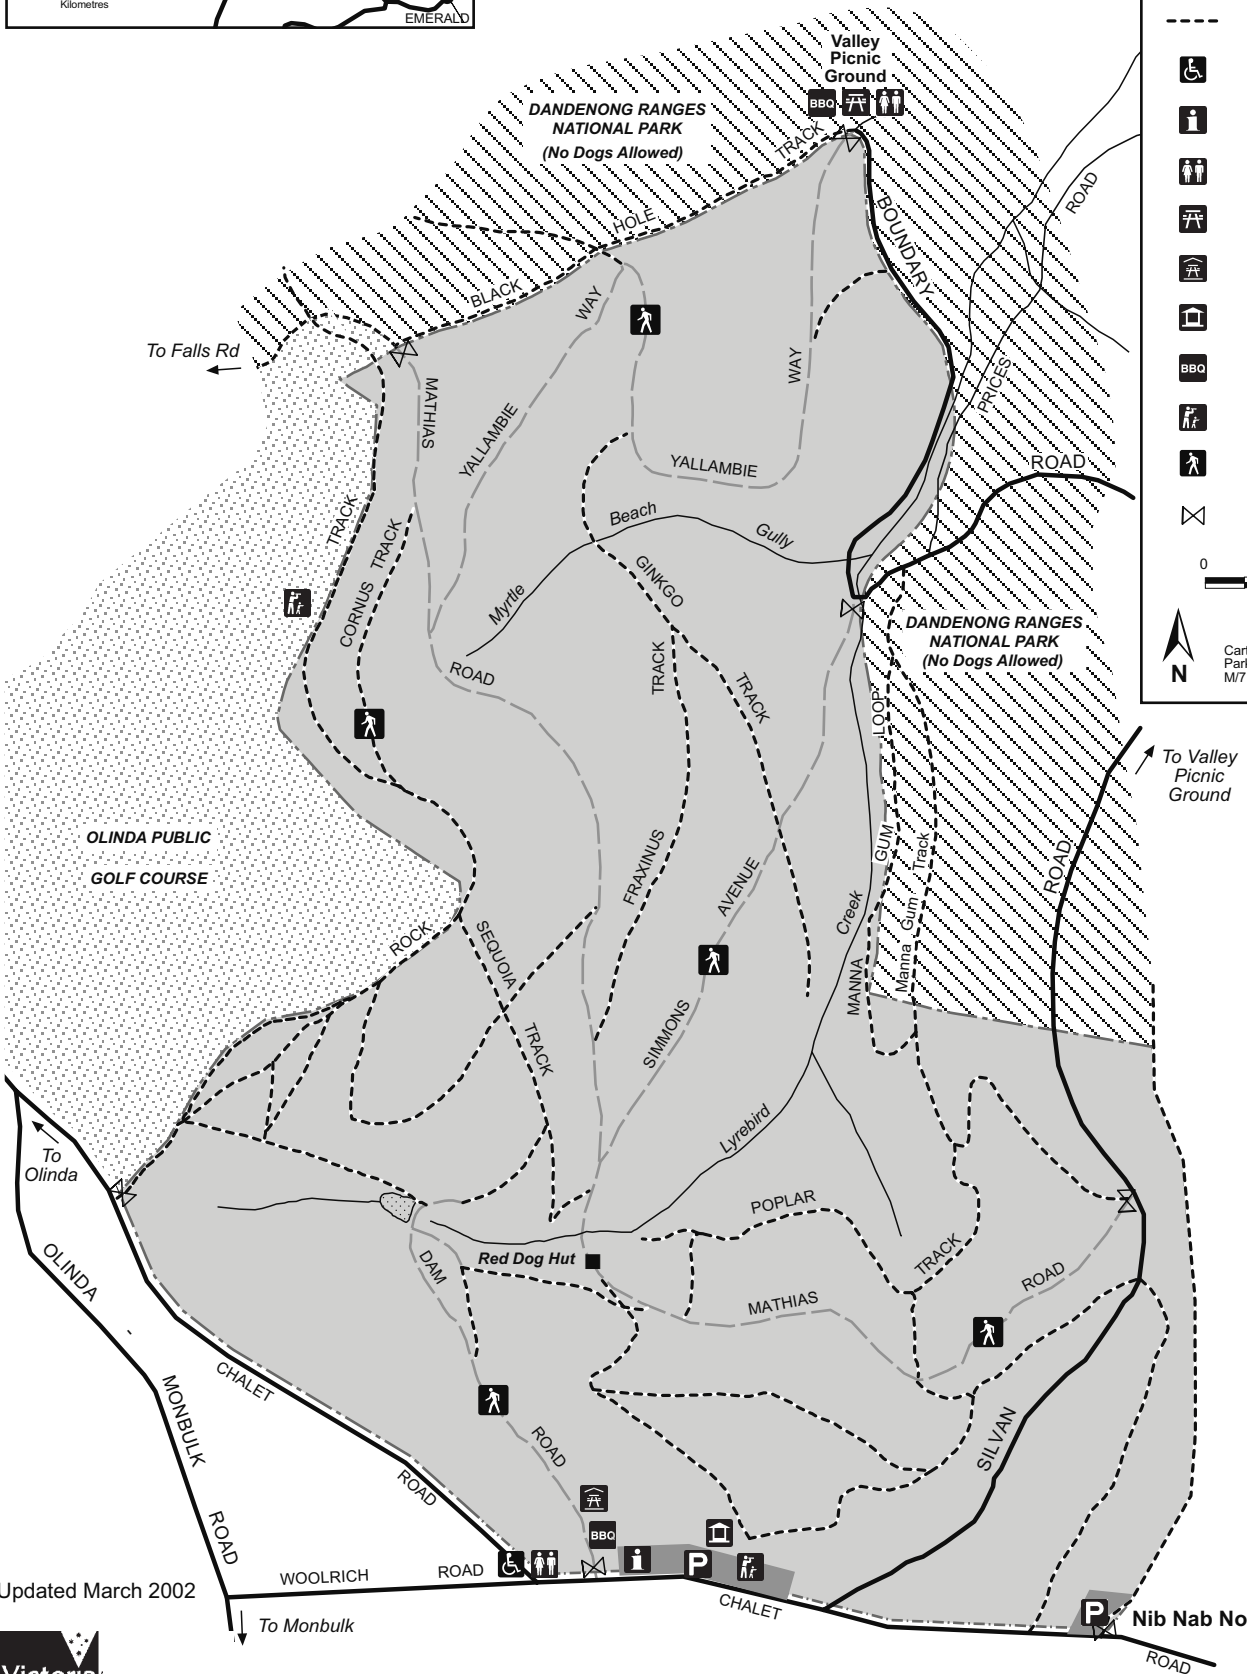 Kilometres
EMERALD
Valley
Picnic
Ground
BBQ
DANDENONG RANGES
NATIONAL PARK
(No Dogs Allowed)
TRACK
HOLE
BLACK
BOUNDARY
ROAD
PRICES
ROAD
BBQ
To Falls Rd
WAY
WAY
MATHIAS
YALLAMBIE
YALLAMBIE
Beach
Gully
Myrtle
TRACK
CORNUS TRACK
GINKGO
TRACK
TRACK
ROAD
DANDENONG RANGES
NATIONAL PARK
(No Dogs Allowed)
0
N
Cart
Park
M/7
LOOP
GUM
MANNA
Manna Gum Track
To Valley
Picnic
Ground
ROAD
OLINDA PUBLIC
GOLF COURSE
FRAXINUS
AVENUE
SIMMONS
Creek
Lyrebird
ROCK
SEQUOIA
TRACK
To
Olinda
POPLAR
TRACK
ROAD
MATHIAS
Red Dog Hut
DAM
ROAD
OLINDA
-
MONBULK
ROAD
CHALET
ROAD
SILVAN
BBQ
P
WOOLRICH
ROAD
CHALET
P
Nib Nab No
ROAD
Updated March 2002
To Monbulk
Victoria